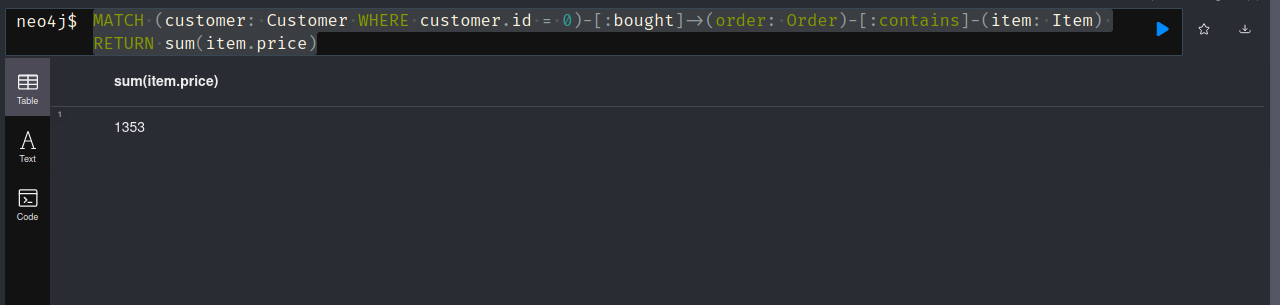 neo4j$ MATCH (customer: Customer WHERE customer.id = 0)-[:bought]->(order: Order)-[:contains]-(item: Item)
RETURN sum(item.price)
Table
sum(item.price)
1
1353
A
Text
Code